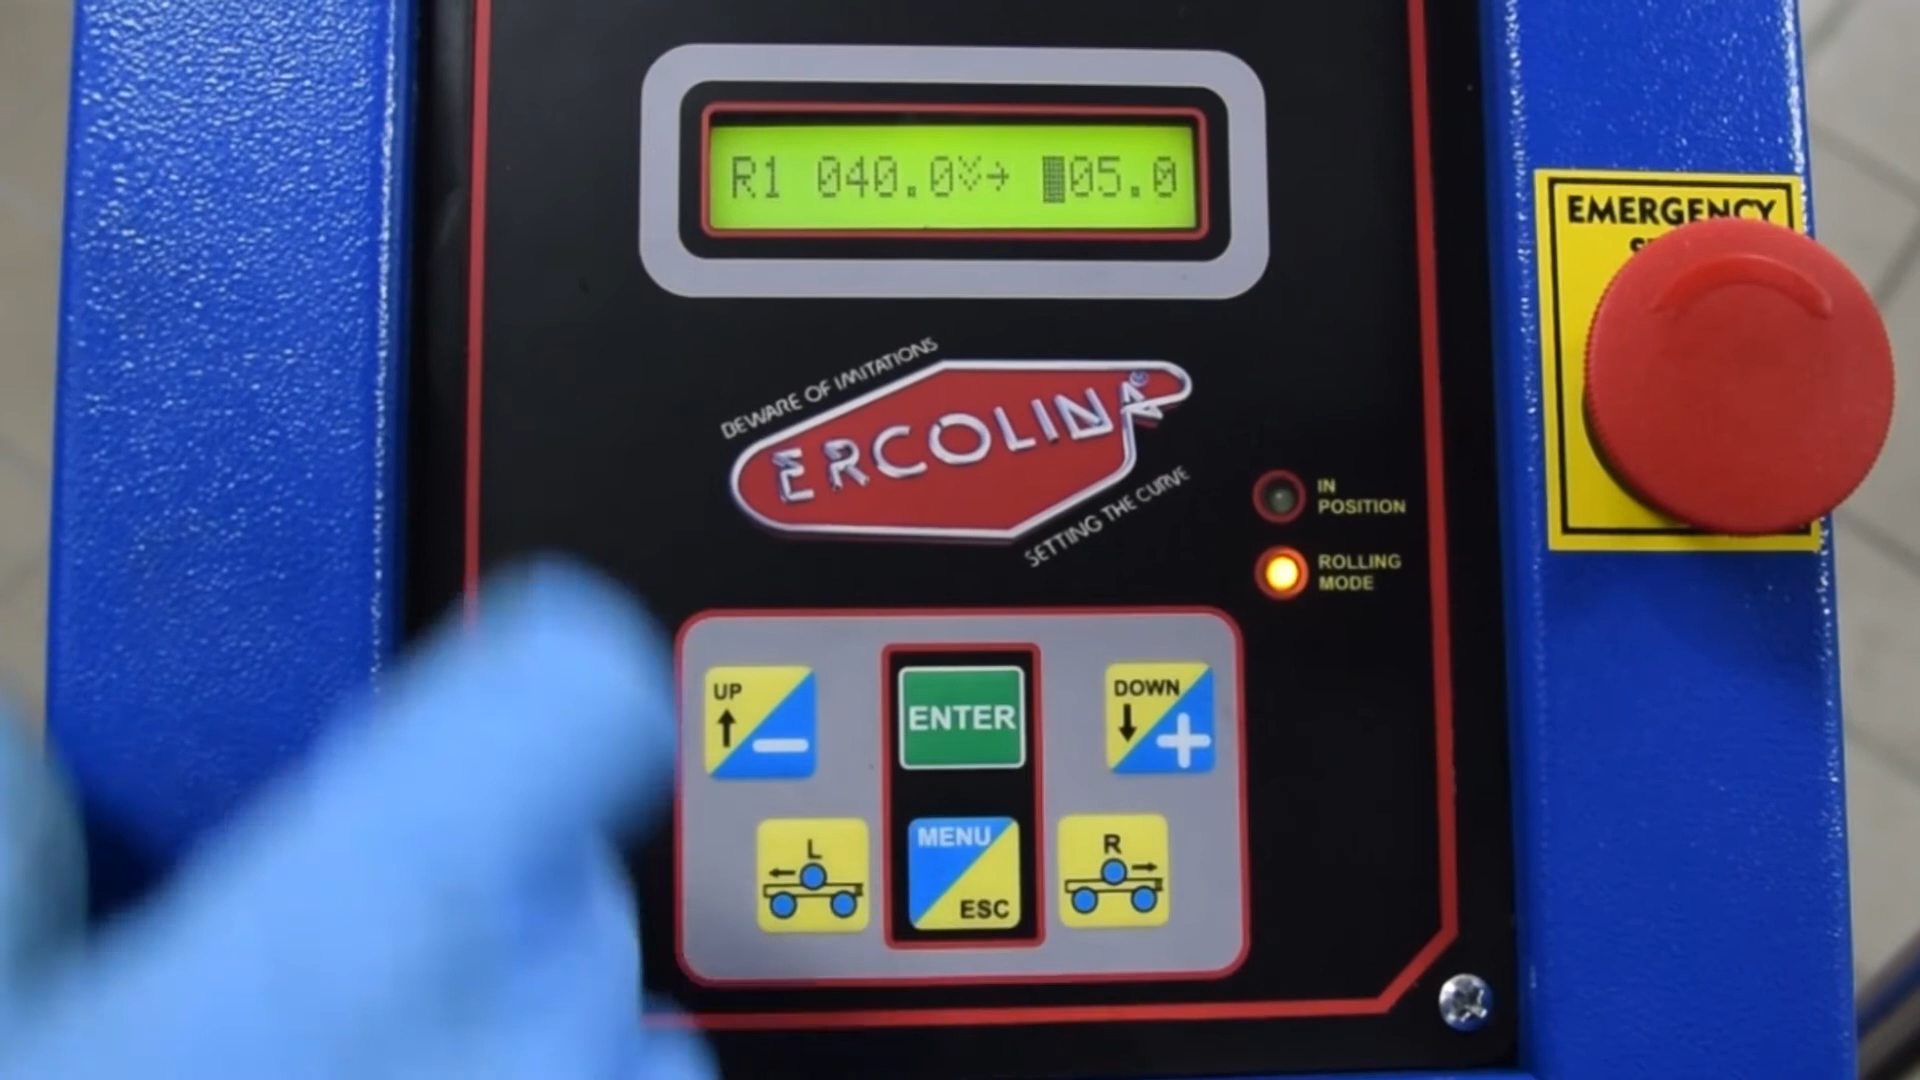 R1 040.0 → 05.0
EMERGENCY
BEWARE OF IMITATIONS
ERCOLINA®
SETTING THE CURVE
IN
POSITION
ROLLING
MODE
UP
ENTER
DOWN
L
MENU
ESC
R